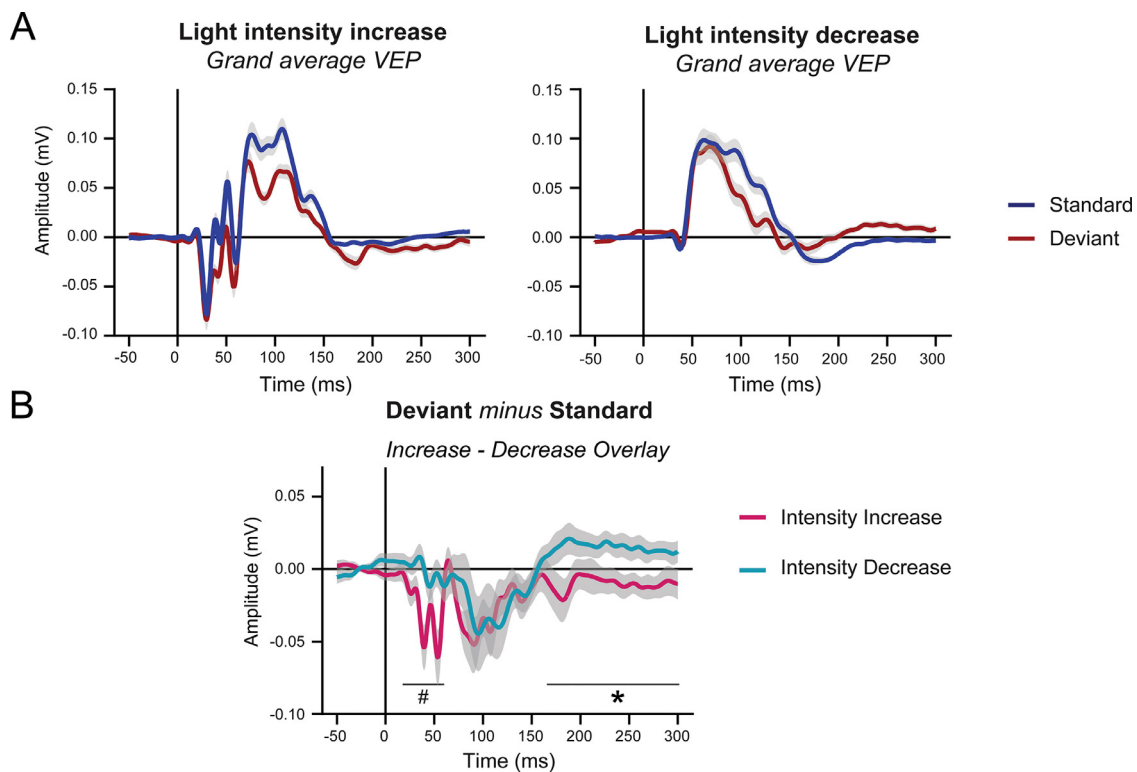 A
Light intensity increase
Grand average VEP
Light intensity decrease
Grand average VEP
Amplitude (mV)
0.15
0.10
0.05
0.00
-0.05
-0.10
-50 0 50 100 150 200 250 300
Time (ms)
0.15
0.10
0.05
0.00
-0.05
-0.10
-50 0 50 100 150 200 250 300
Time (ms)
Standard
Deviant
B
Deviant minus Standard
Increase - Decrease Overlay
Amplitude (mV)
0.05
0.00
-0.05
-0.10
# *
-50 0 50 100 150 200 250 300
Time (ms)
Intensity Increase
Intensity Decrease